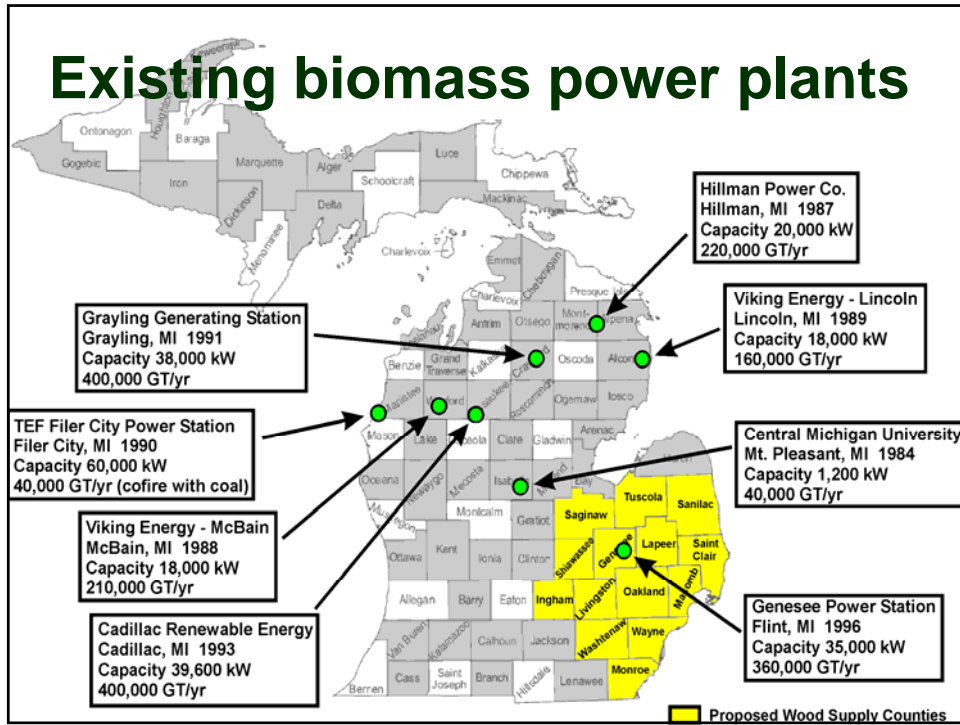 Existing biomass power plants
Houghton
Ontonagon
Baraga
Gogebic
Iron
Marquette
Dickinson
Menominee
Delta
Alger
Schoolcraft
Luce
Chippewa
Mackinac
Hillman Power Co.
Hillman, MI 1987
Capacity 20,000 kW
220,000 GT/yr
Charlevoix
Emmet
Cheboygan
Presque Isle
Charlevoix
Antrim
Otsego
Mont-
Alpena
Grayling Generating Station
Grayling, MI 1991
Capacity 38,000 kW
400,000 GT/yr
Viking Energy - Lincoln
Lincoln, MI 1989
Capacity 18,000 kW
160,000 GT/yr
Benzie
Grand
Traverse
Kalkaska
Oscoda
Manistee
Roscommon
Ogemaw
Iosco
TEF Filer City Power Station
Filer City, MI 1990
Capacity 60,000 kW
40,000 GT/yr (cofire with coal)
Mason
Lake
Clare
Gladwin
Arenac
Central Michigan University
Mt. Pleasant, MI 1984
Capacity 1,200 kW
40,000 GT/yr
Oceana
Newaygo
Mecosta
Bay
Viking Energy - McBain
McBain, MI 1988
Capacity 18,000 kW
210,000 GT/yr
Muskegon
Montcalm
Gratiot
Saginaw
Tuscola
Sanilac
Ottawa
Kent
Ionia
Clinton
Shiawassee
Lapeer
Saint
Clair
Allegan
Barry
Eaton
Ingham
Livingston
Oakland
Genesee Power Station
Flint, MI 1996
Capacity 35,000 kW
360,000 GT/yr
Cadillac Renewable Energy
Cadillac, MI 1993
Capacity 39,600 kW
400,000 GT/yr
Van Buren
Kalamazoo
Calhoun
Jackson
Washtenaw
Wayne
Berren
Cass
Saint
Joseph
Branch
Hillsdale
Lenawee
Monroe
Proposed Wood Supply Counties